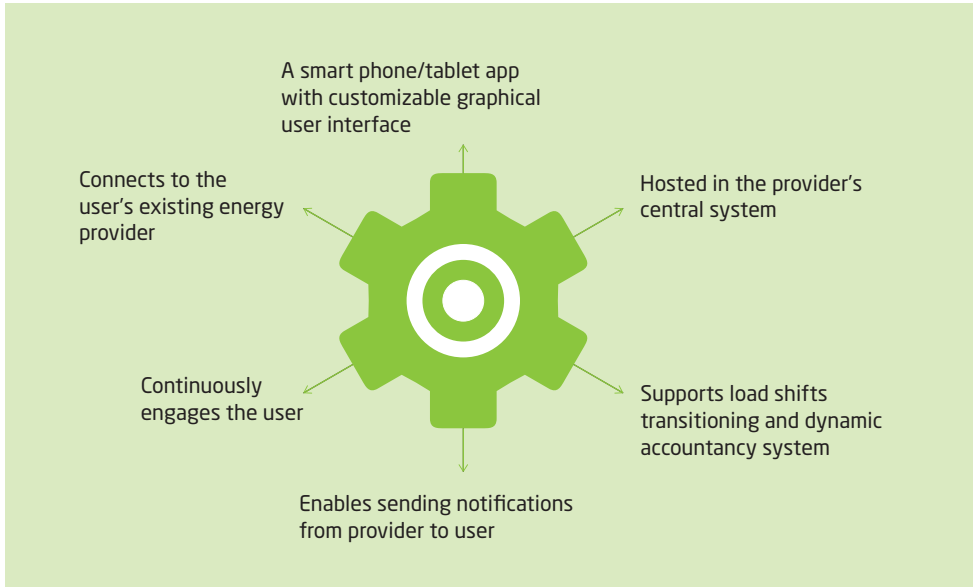 A smart phone/tablet app
with customizable graphical
user interface
Connects to the
user's existing energy
provider
Hosted in the provider's
central system
Continuously
engages the user
Supports load shifts
transitioning and dynamic
accountancy system
Enables sending notifications
from provider to user